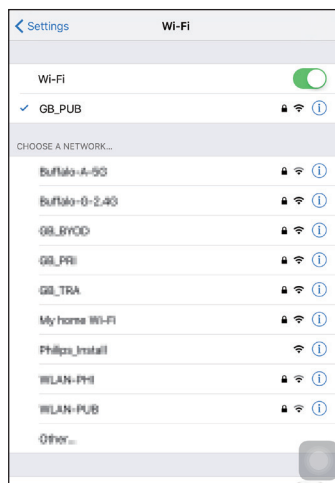 Settings
Wi-Fi
Wi-Fi
GB_PUB
CHOOSE A NETWORK...
Buffalo-A-5G
Buffalo-G-2.4G
GB_BYOD
GB_PRI
GB_TRA
My home Wi-Fi
Philips_Install
WLAN-PHI
WLAN-PUB
Other...